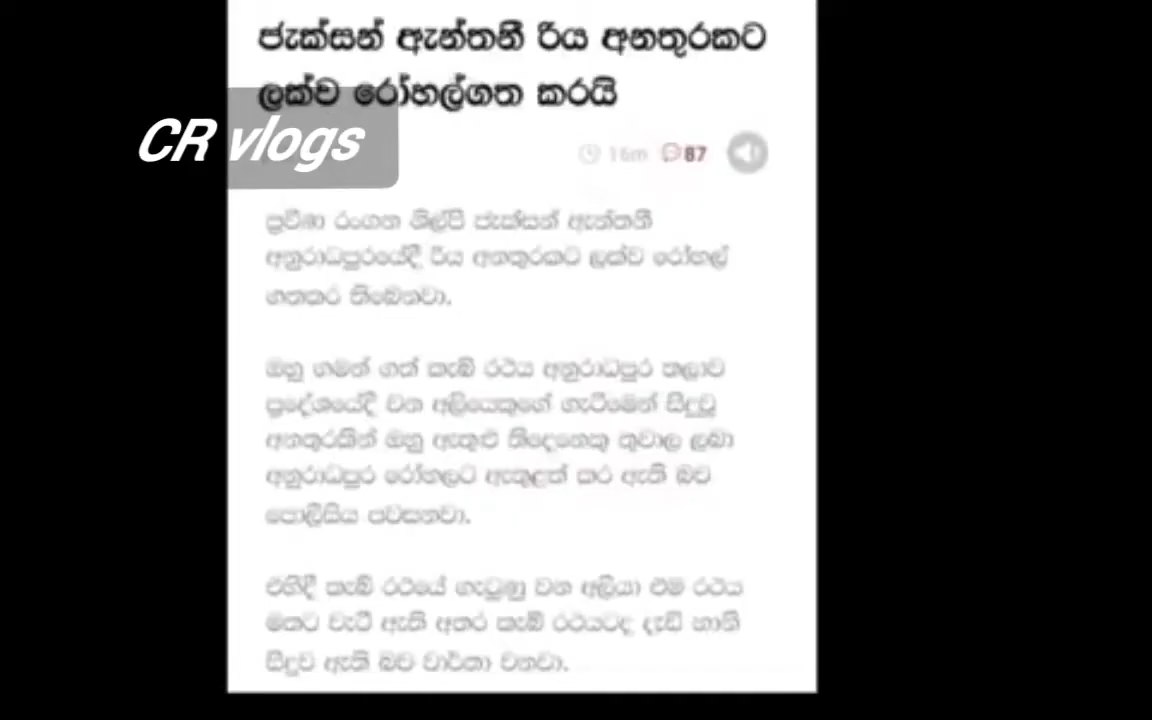 ජැක්සන් ඇන්තනී රිය අනතුරකට
ලක්ව රෝහල්ගත කරයි
CR vlogs
16m 87
ප්‍රවීණ රංගන ශිල්පී ජැක්සන් ඇන්තනී
අනුරාධපුරයේදී රිය අනතුරකට ලක්ව රෝහල්
ගතකර තිබෙනවා.
ඔහු ගමන් ගත් කැබ් රථය අනුරාධපුර තලාව
ප්‍රදේශයේදී වන අලියෙකුගේ ගැටීමෙන් සිදුවූ
අනතුරකින් ඔහු ඇතුළු තිදෙනෙකු තුවාල ලබා
අනුරාධපුර රෝහලට ඇතුළත් කර ඇති බව
පොලීසිය පවසනවා.
එහිදී කැබ් රථයේ ගැටුණු වන අලියා එම රථය
මතට වැටී ඇති අතර කැබ් රථයටද දැඩි හානි
සිදුව ඇති බව වාර්තා වනවා.